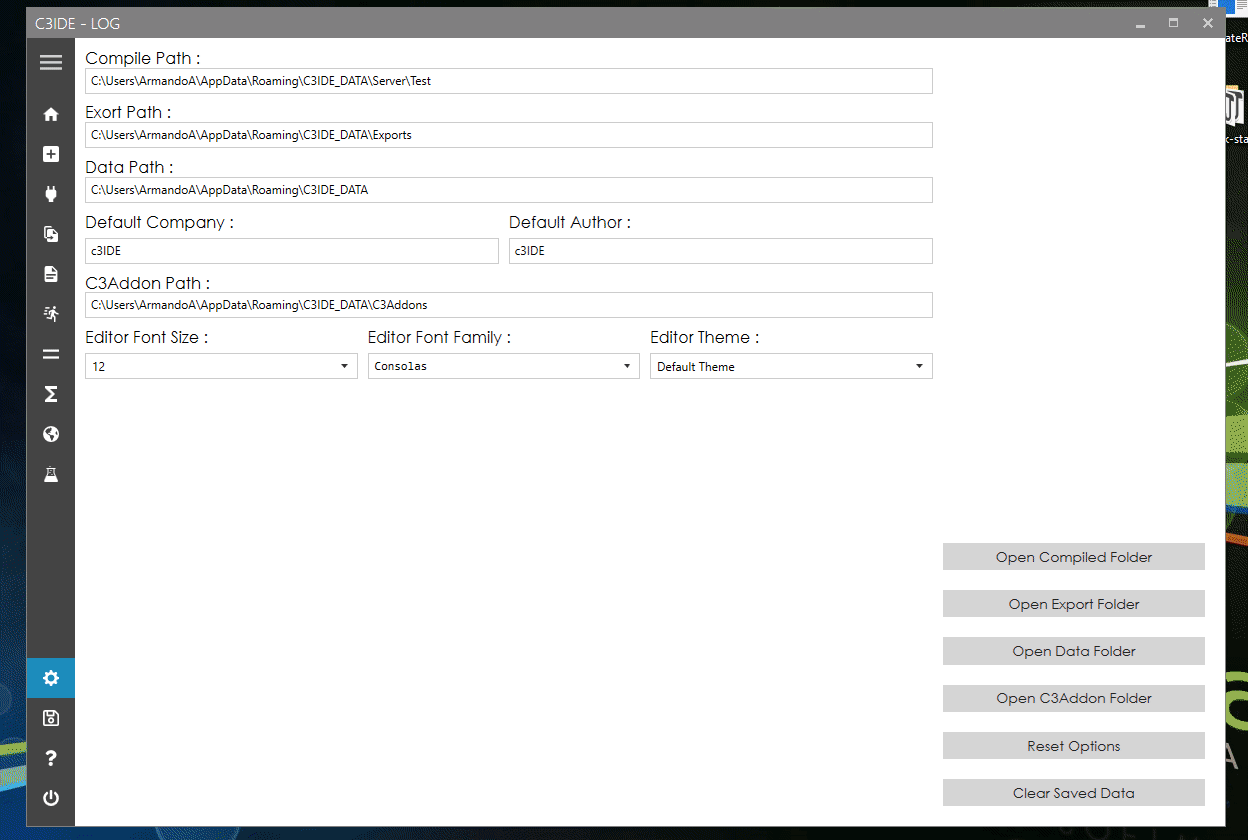 C3IDE - LOG
ateR
Compile Path :
C:\Users\ArmandoA\AppData\Roaming\C3IDE_DATA\Server\Test
Exort Path :
C:\Users\ArmandoA\AppData\Roaming\C3IDE_DATA\Exports
k-sta
Data Path :
C:\Users\ArmandoA\AppData\Roaming\C3IDE_DATA
Default Company : Default Author :
c3IDE c3IDE
C3Addon Path :
C:\Users\ArmandoA\AppData\Roaming\C3IDE_DATA\C3Addons
Editor Font Size : Editor Font Family : Editor Theme :
12 Consolas Default Theme
Open Compiled Folder
Open Export Folder
Open Data Folder
Open C3Addon Folder
Reset Options
Clear Saved Data